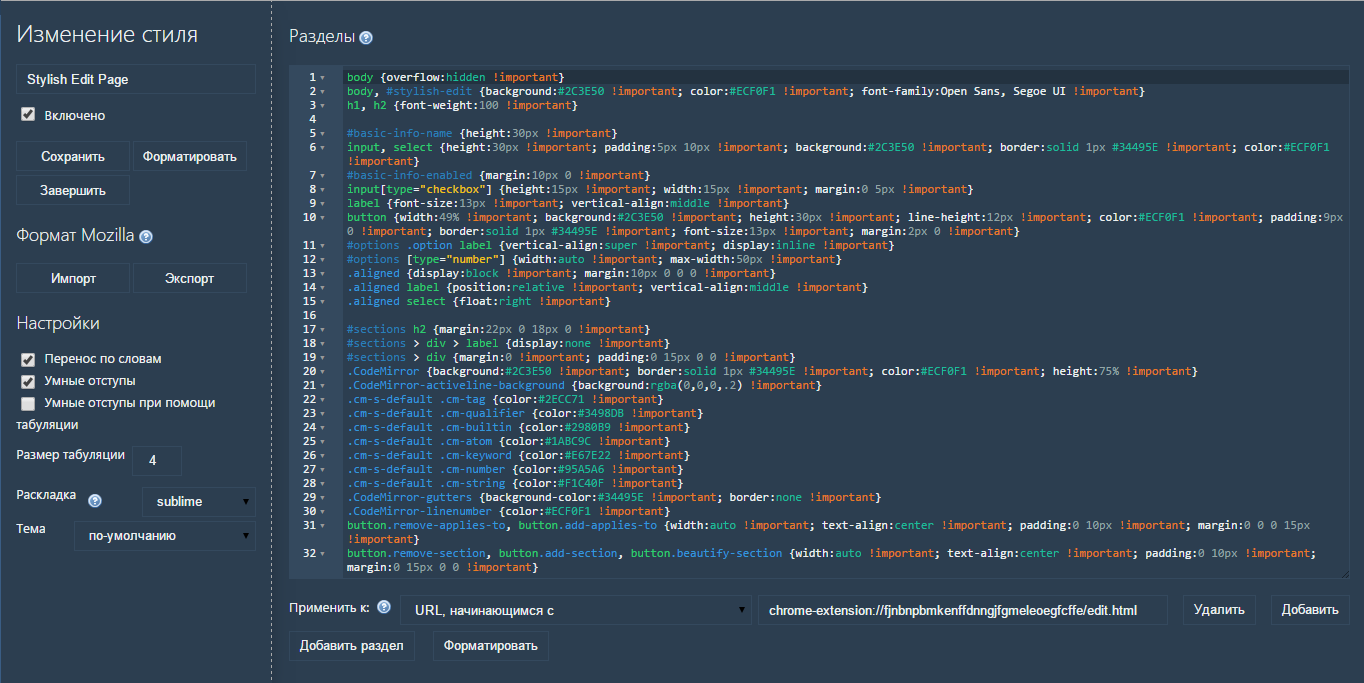 Изменение стиля
Stylish Edit Page
Включено
Сохранить Форматировать
Завершить
Формат Mozilla
Импорт Экспорт
Настройки
Перенос по словам
Умные отступы
Умные отступы при помощи
табуляции
Размер табуляции 4
Раскладка sublime
Тема по-умолчанию
Разделы
1 body {overflow:hidden !important}
2 body, #stylish-edit {background:#2C3E50 !important; color:#ECF0F1 !important; font-family:Open Sans, Segoe UI !important}
3 h1, h2 {font-weight:100 !important}
4
5 #basic-info-name {height:30px !important}
6 input, select {height:30px !important; padding:5px 10px !important; background:#2C3E50 !important; border:solid 1px #34495E !important; color:#ECF0F1
!important}
7 #basic-info-enabled {margin:10px 0 !important}
8 input[type="checkbox"] {height:15px !important; width:15px !important; margin:0 5px !important}
9 label {font-size:13px !important; vertical-align:middle !important}
10 button {width:49% !important; background:#2C3E50 !important; height:30px !important; line-height:12px !important; color:#ECF0F1 !important; padding:9px
0 !important; border:solid 1px #34495E !important; font-size:13px !important; margin:2px 0 !important}
11 #options .option label {vertical-align:super !important; display:inline !important}
12 #options [type="number"] {width:auto !important; max-width:50px !important}
13 .aligned {display:block !important; margin:10px 0 0 0 !important}
14 .aligned label {position:relative !important; vertical-align:middle !important}
15 .aligned select {float:right !important}
16
17 #sections h2 {margin:22px 0 18px 0 !important}
18 #sections > div > label {display:none !important}
19 #sections > div {margin:0 !important; padding:0 15px 0 0 !important}
20 .CodeMirror {background:#2C3E50 !important; border:solid 1px #34495E !important; color:#ECF0F1 !important; height:75% !important}
21 .CodeMirror-activeline-background {background:rgba(0,0,0,.2) !important}
22 .cm-s-default .cm-tag {color:#2ECC71 !important}
23 .cm-s-default .cm-qualifier {color:#3498DB !important}
24 .cm-s-default .cm-builtin {color:#2980B9 !important}
25 .cm-s-default .cm-atom {color:#1ABC9C !important}
26 .cm-s-default .cm-keyword {color:#E67E22 !important}
27 .cm-s-default .cm-number {color:#95A5A6 !important}
28 .cm-s-default .cm-string {color:#F1C40F !important}
29 .CodeMirror-gutters {background-color:#34495E !important; border:none !important}
30 .CodeMirror-linenumber {color:#ECF0F1 !important}
31 button.remove-applies-to, button.add-applies-to {width:auto !important; text-align:center !important; padding:0 10px !important; margin:0 0 0 15px
!important}
32 button.remove-section, button.add-section, button.beautify-section {width:auto !important; text-align:center !important; padding:0 10px !important;
margin:0 15px 0 0 !important}
Применить к: URL, начинающимся с chrome-extension://fjnbnpbmkenffdnngjfgmeleoegfcffe/edit.html Удалить Добавить
Добавить раздел Форматировать